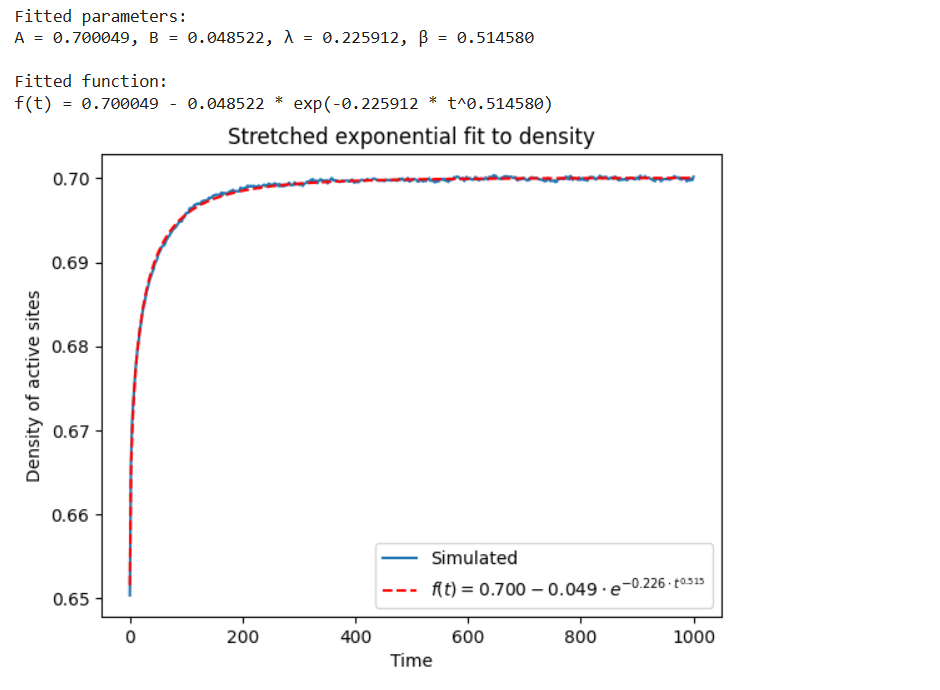 Fitted parameters:
A = 0.700049, B = 0.048522, λ = 0.225912, β = 0.514580
Fitted function:
f(t) = 0.700049 - 0.048522 * exp(-0.225912 * t^0.514580)
Stretched exponential fit to density
0.70
0.69
0.68
0.67
0.66
0.65
Density of active sites
Simulated
f(t) = 0.700 − 0.049 · e^{−0.226 · t^{0.515}}
0 200 400 600 800 1000
Time